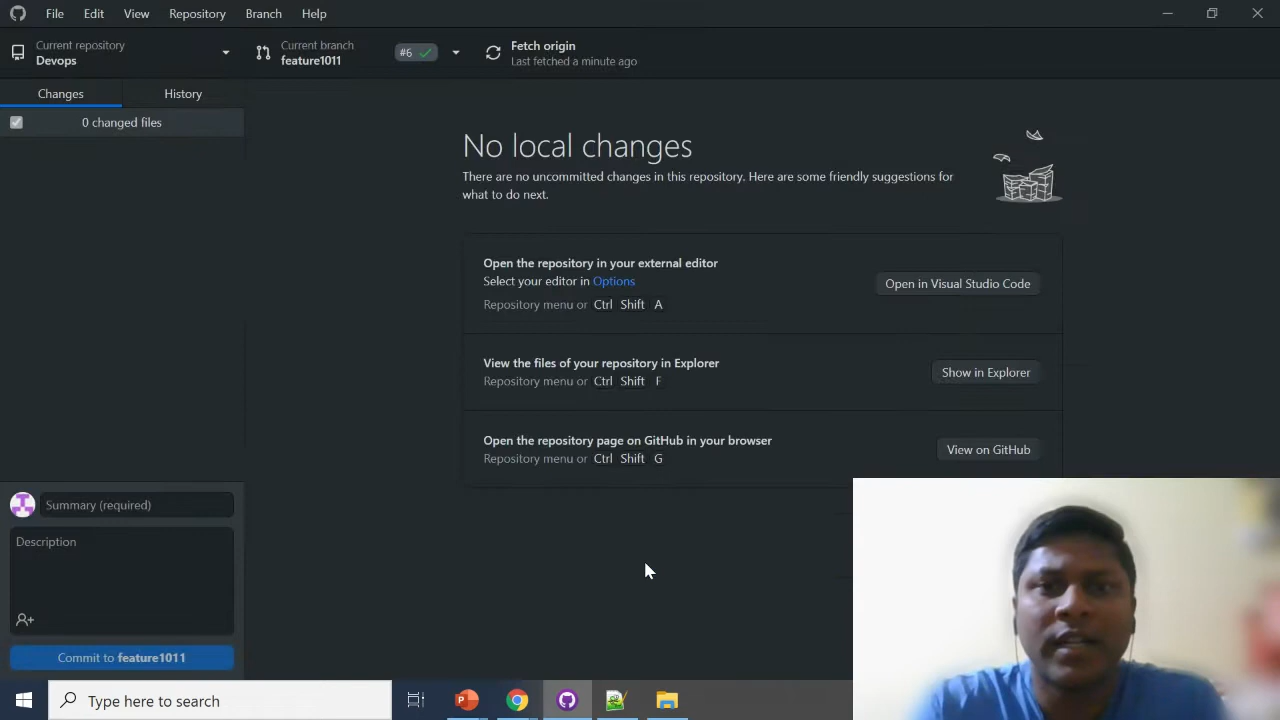 File Edit View Repository Branch Help
Current repository
Devops
Current branch
feature1011
#6
Fetch origin
Last fetched a minute ago
Changes
History
0 changed files
No local changes
There are no uncommitted changes in this repository. Here are some friendly suggestions for
what to do next.
Open the repository in your external editor
Select your editor in Options
Repository menu or Ctrl Shift A
Open in Visual Studio Code
View the files of your repository in Explorer
Repository menu or Ctrl Shift F
Show in Explorer
Open the repository page on GitHub in your browser
Repository menu or Ctrl Shift G
View on GitHub
Summary (required)
Description
Commit to feature1011
Type here to search